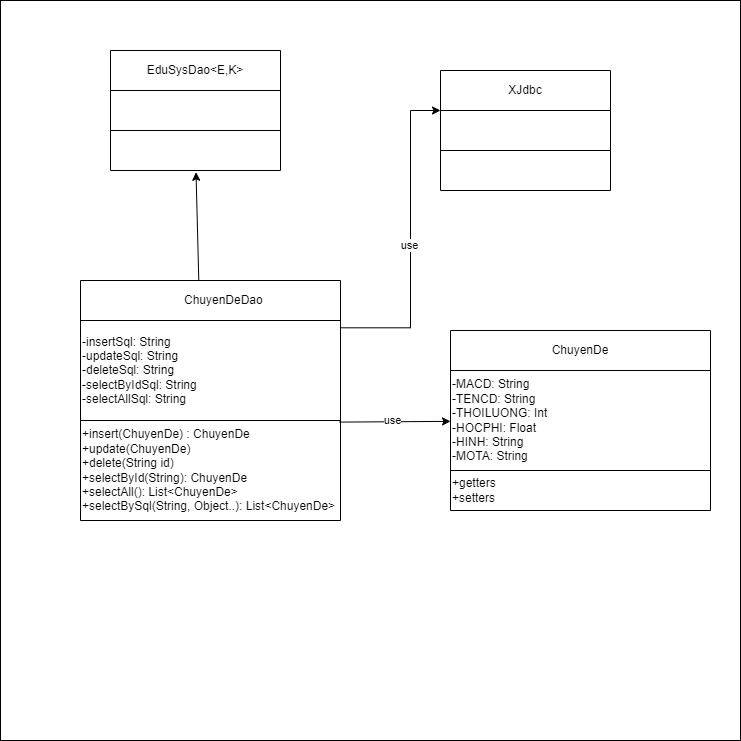 EduSysDao<E,K>
XJdbc
use
ChuyenDeDao
-insertSql: String
-updateSql: String
-deleteSql: String
-selectByIdSql: String
-selectAllSql: String
+insert(ChuyenDe) : ChuyenDe
+update(ChuyenDe)
+delete(String id)
+selectById(String): ChuyenDe
+selectAll(): List<ChuyenDe>
+selectBySql(String, Object..): List<ChuyenDe>
use
ChuyenDe
-MACD: String
-TENCD: String
-THOILUONG: Int
-HOCPHI: Float
-HINH: String
-MOTA: String
+getters
+setters